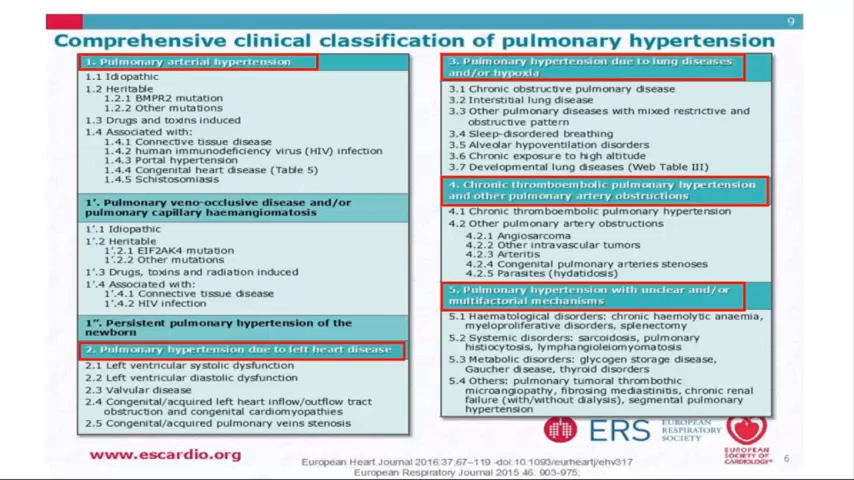 9
Comprehensive clinical classification of pulmonary hypertension
1. Pulmonary arterial hypertension
1.1 Idiopathic
1.2 Heritable
1.2.1 BMPR2 mutation
1.2.2 Other mutations
1.3 Drugs and toxins induced
1.4 Associated with:
1.4.1 Connective tissue disease
1.4.2 human immunodeficiency virus (HIV) infection
1.4.3 Portal hypertension
1.4.4 Congenital heart disease (Table 5)
1.4.5 Schistosomiasis
1'. Pulmonary veno-occlusive disease and/or
pulmonary capillary haemangiomatosis
1'.1 Idiopathic
1'.2 Heritable
1'.2.1 EIF2AK4 mutation
1'.2.2 Other mutations
1'.3 Drugs, toxins and radiation induced
1'.4 Associated with:
1'.4.1 Connective tissue disease
1'.4.2 HIV infection
1". Persistent pulmonary hypertension of the
newborn
2. Pulmonary hypertension due to left heart disease
2.1 Left ventricular systolic dysfunction
2.2 Left ventricular diastolic dysfunction
2.3 Valvular disease
2.4 Congenital/acquired left heart inflow/outflow tract
obstruction and congenital cardiomyopathies
2.5 Congenital/acquired pulmonary veins stenosis
3. Pulmonary hypertension due to lung diseases
and/or hypoxia
3.1 Chronic obstructive pulmonary disease
3.2 Interstitial lung disease
3.3 Other pulmonary diseases with mixed restrictive and
obstructive pattern
3.4 Sleep-disordered breathing
3.5 Alveolar hypoventilation disorders
3.6 Chronic exposure to high altitude
3.7 Developmental lung diseases (Web Table III)
4. Chronic thromboembolic pulmonary hypertension
and other pulmonary artery obstructions
4.1 Chronic thromboembolic pulmonary hypertension
4.2 Other pulmonary artery obstructions
4.2.1 Angiosarcoma
4.2.2 Other intravascular tumors
4.2.3 Arteritis
4.2.4 Congenital pulmonary arteries stenoses
4.2.5 Parasites (hydatidosis)
5. Pulmonary hypertension with unclear and/or
multifactorial mechanisms
5.1 Haematological disorders: chronic haemolytic anaemia,
myeloproliferative disorders, splenectomy
5.2 Systemic disorders: sarcoidosis, pulmonary
histiocytosis, lymphangioleiomyomatosis
5.3 Metabolic disorders: glycogen storage disease,
Gaucher disease, thyroid disorders
5.4 Others: pulmonary tumoral thrombothic
microangiopathy, fibrosing mediastinitis, chronic renal
failure (with/without dialysis), segmental pulmonary
hypertension
ERS
EUROPEAN
RESPIRATORY
SOCIETY
EUROPEAN
SOCIETY OF
CARDIOLOGY®
www.escardio.org
European Heart Journal 2016;37,67–119 -doi:10.1093/eurheartj/ehv317
European Respiratory Journal 2015 46. 903-975;
6